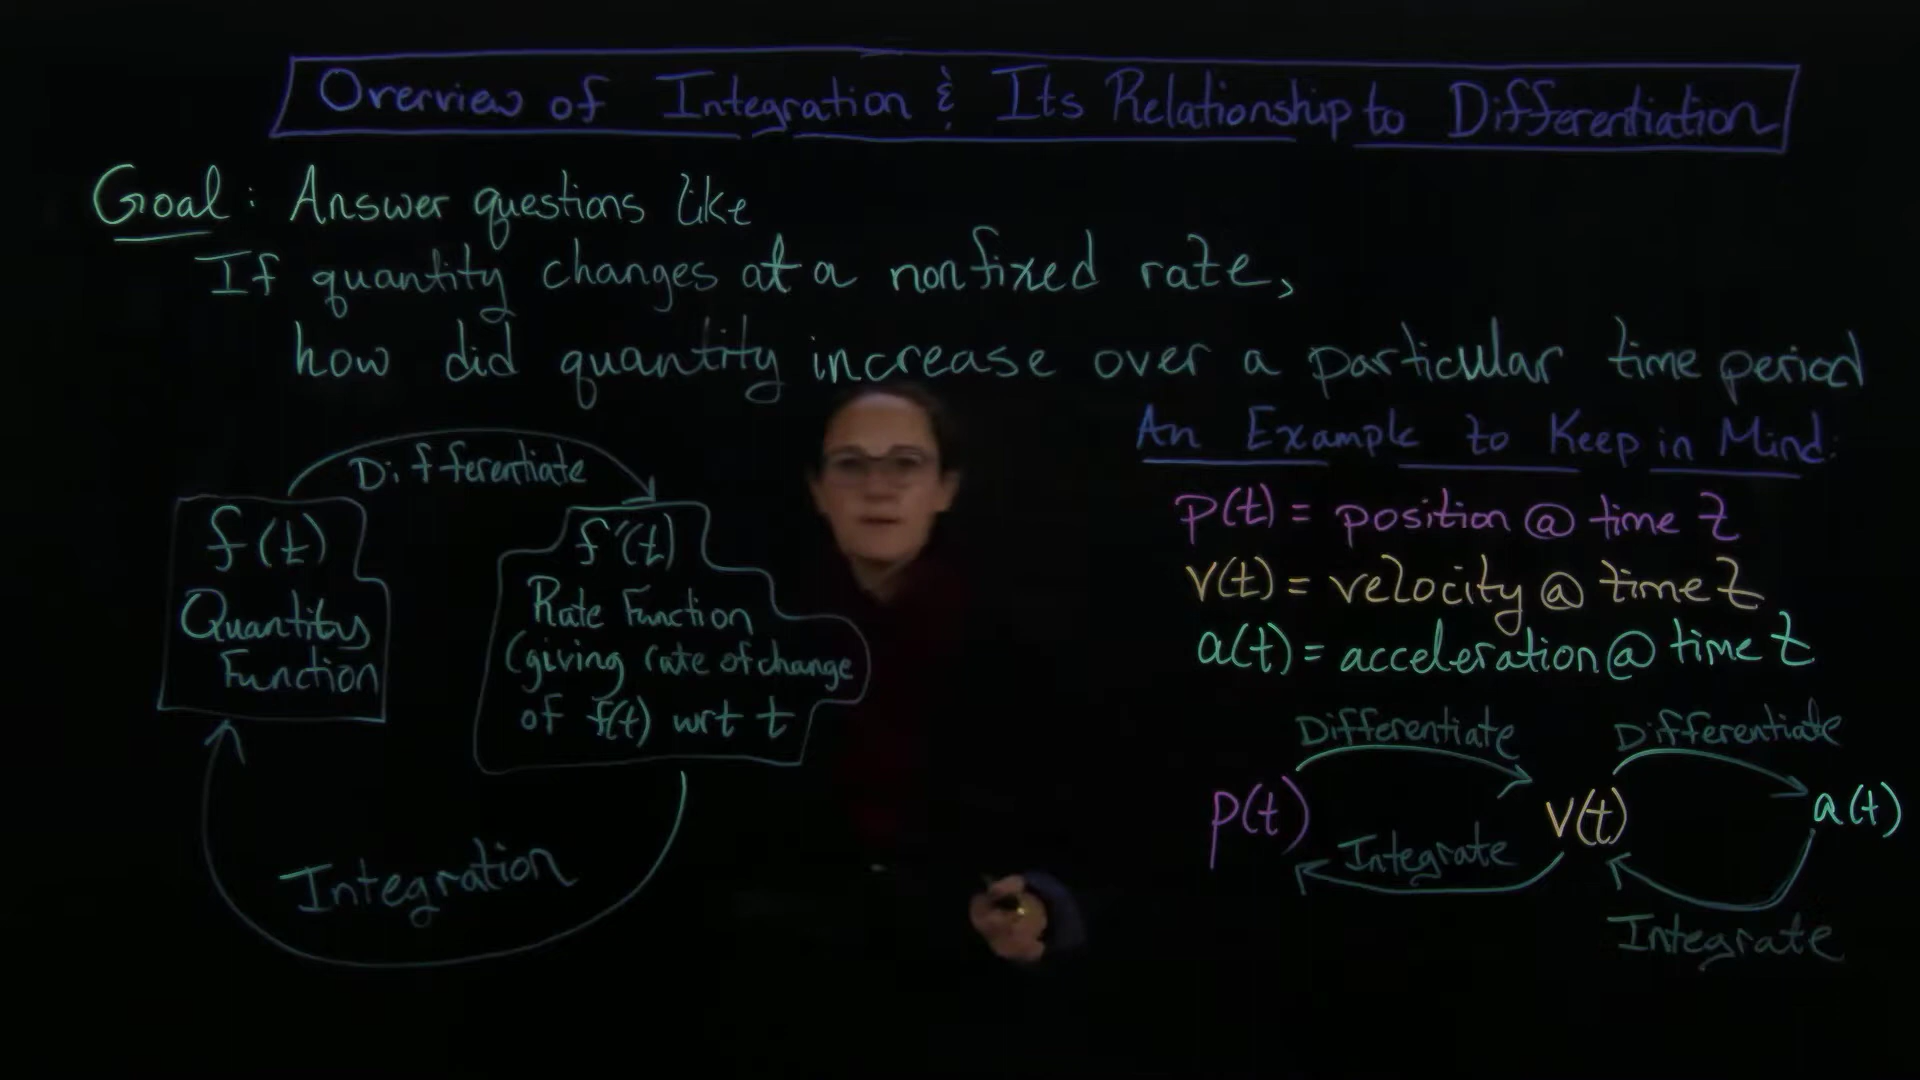 Overview of Integration & Its Relationship to Differentiation
Goal: Answer questions like
If quantity changes at a nonfixed rate,
how did quantity increase over a particular time period
Differentiate
f(t)
Quantity
Function
f'(t)
Rate Function
(giving rate of change
of f(t) wrt t
Integration
An Example to Keep in Mind:
p(t) = position @ time t
v(t) = velocity @ time t
a(t) = acceleration @ time t
Differentiate Differentiate
p(t) v(t) a(t)
Integrate
Integrate